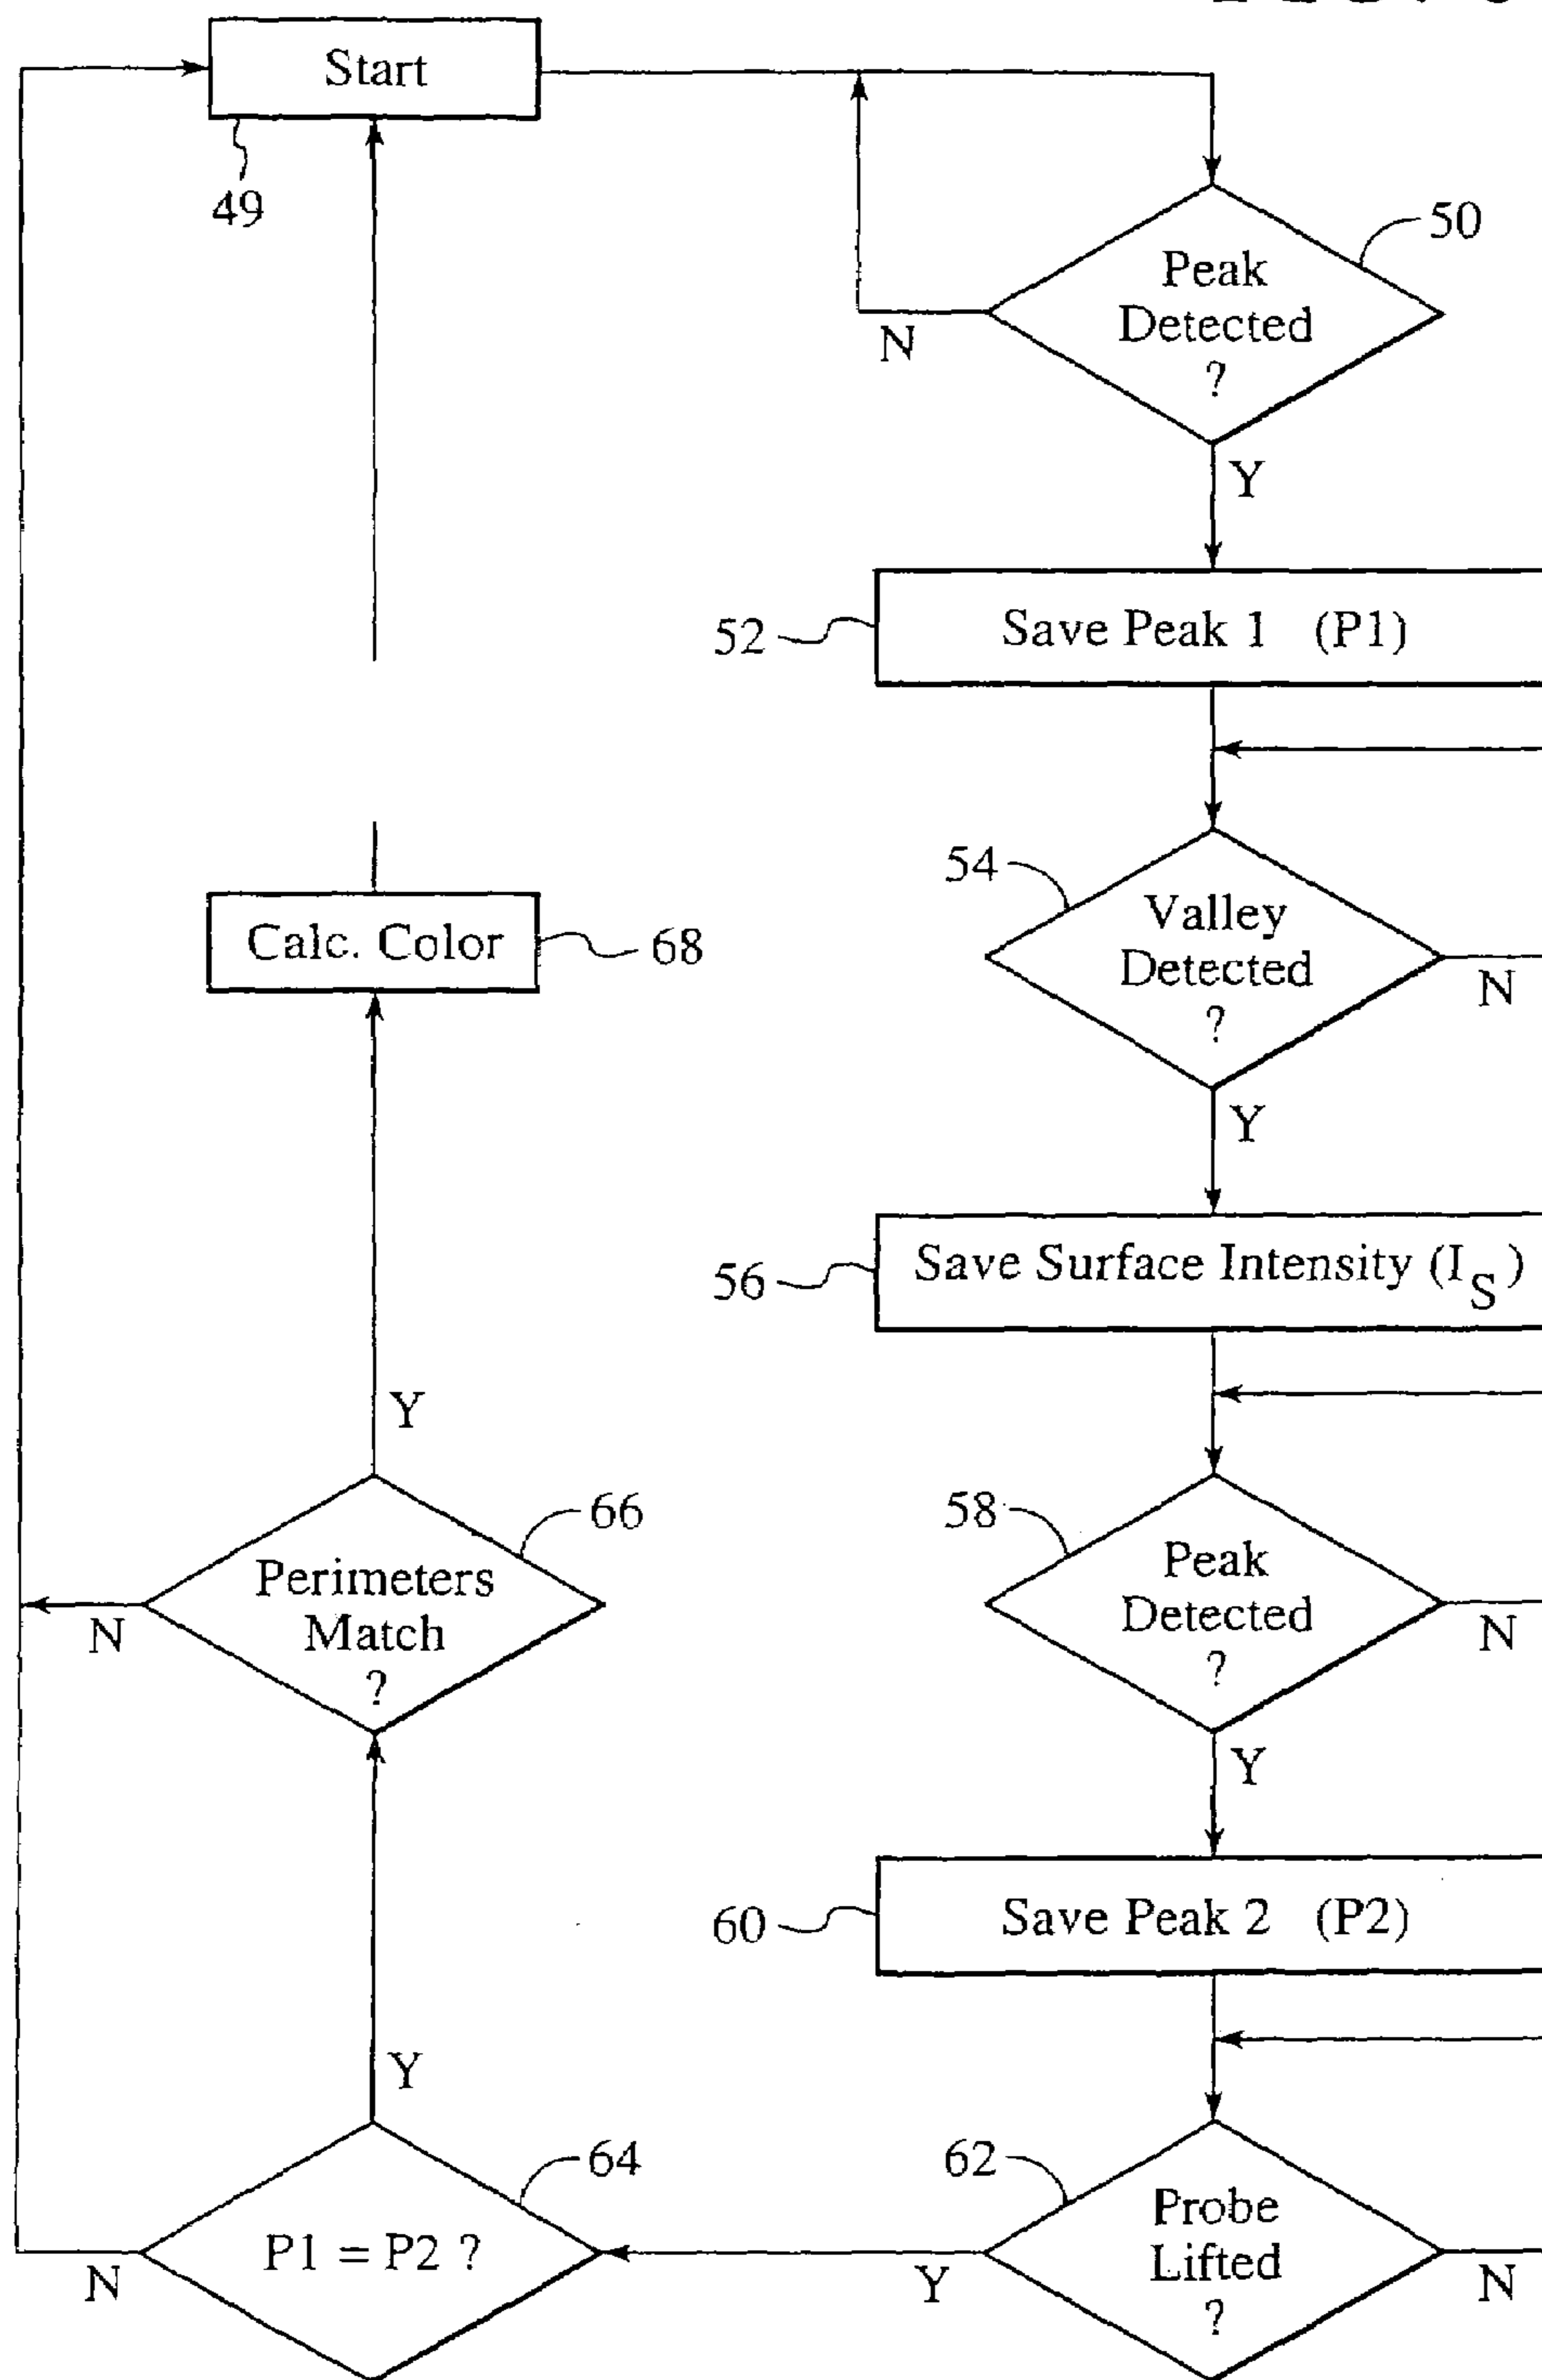 Start
49
Peak
Detected
?
50
N
Y
52
Save Peak 1 (P1)
54
Valley
Detected
?
N
Y
Calc. Color
68
56
Save Surface Intensity (I_S)
Y
58
Peak
Detected
?
N
Y
66
Perimeters
Match
?
N
60
Save Peak 2 (P2)
Y
62
Probe
Lifted
?
N
Y
64
P1 = P2 ?
N